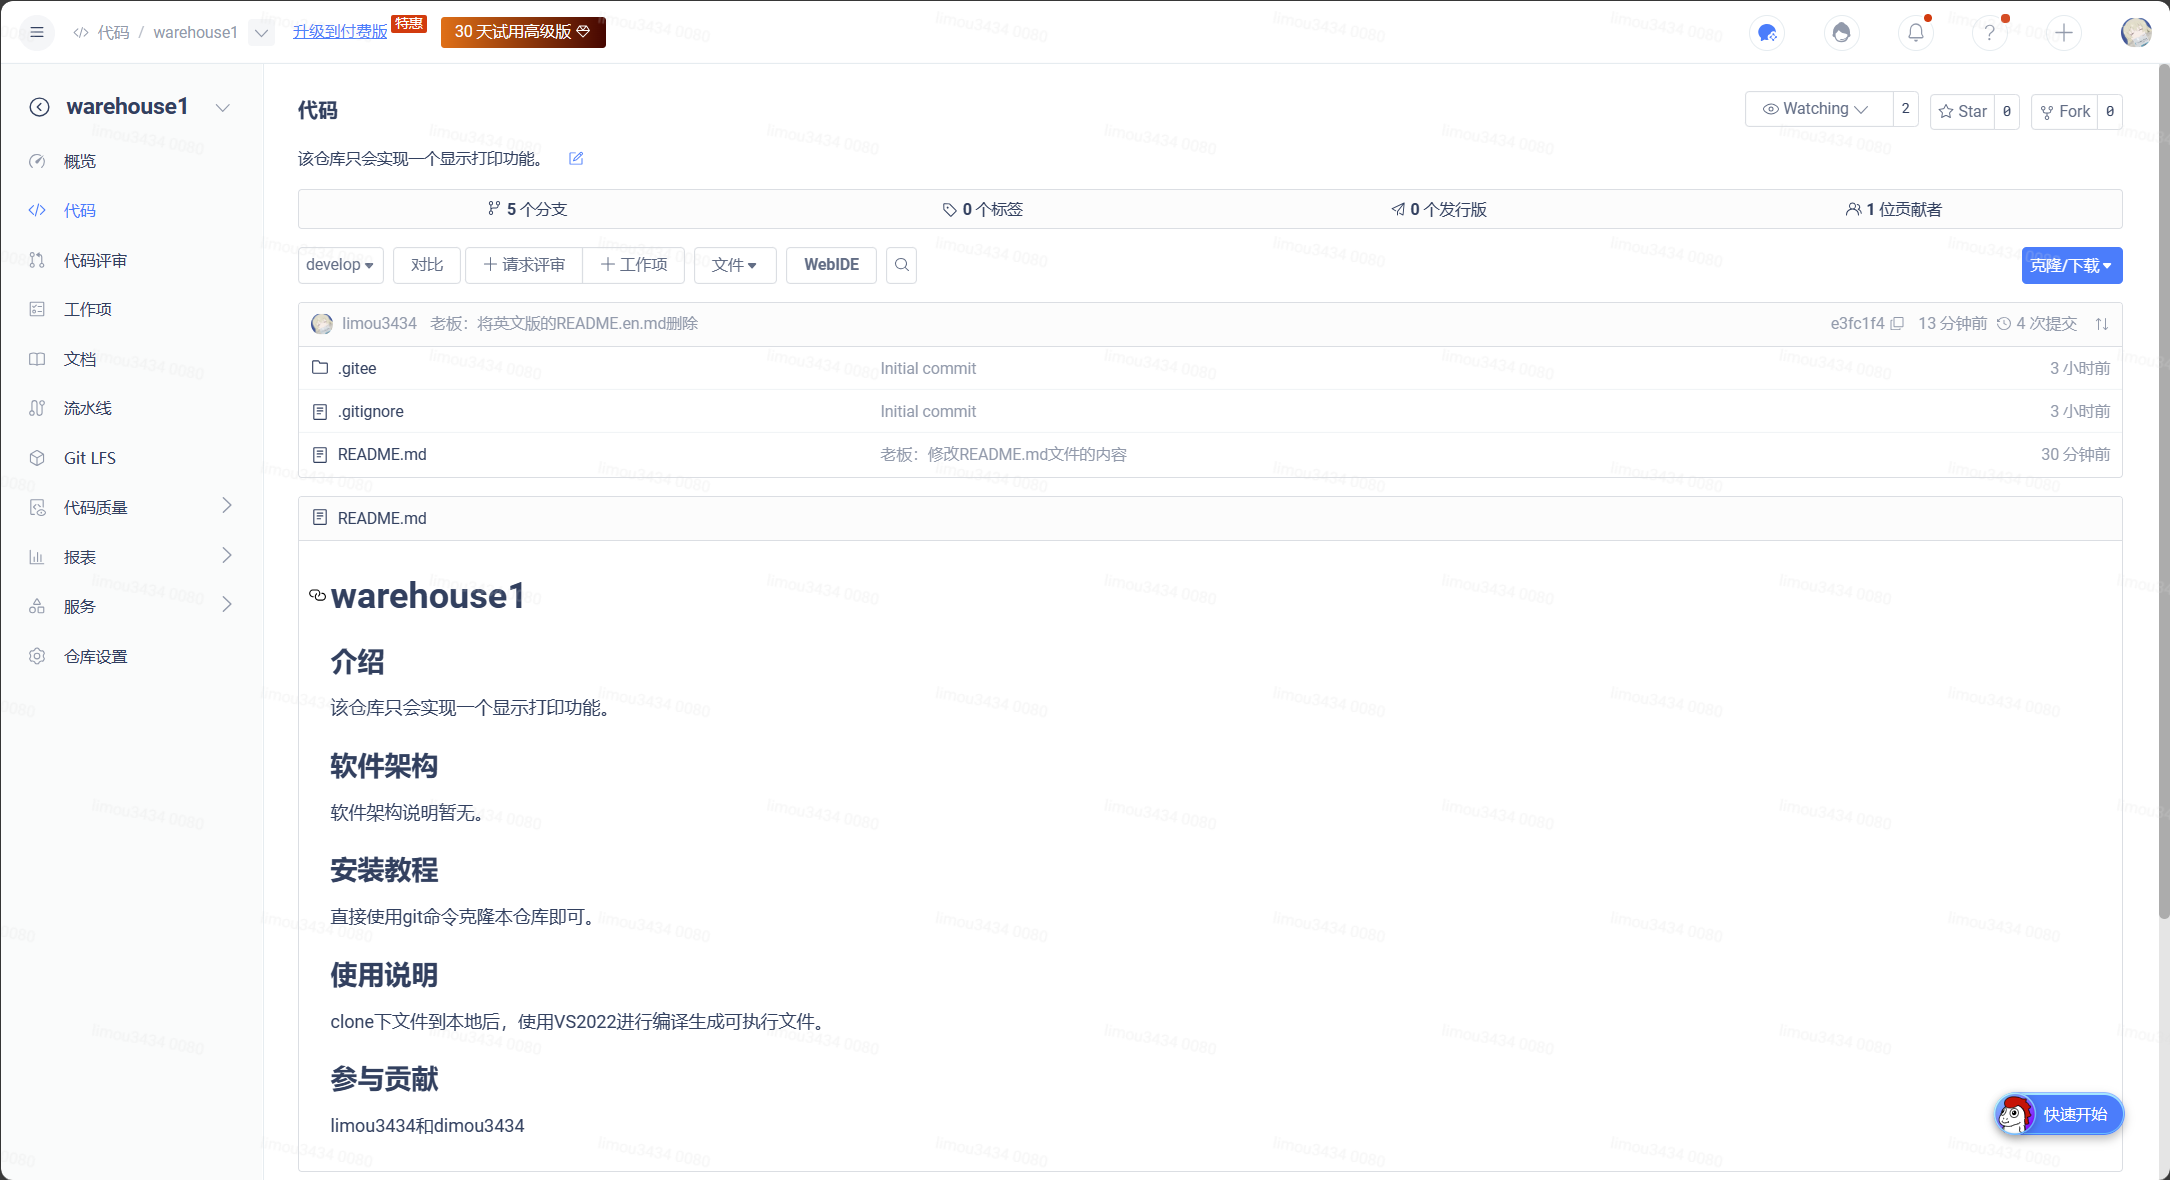 代码 / warehouse1 升级到付费版 特惠 30 天试用高级版
warehouse1
概览
代码
代码评审
工作项
文档
流水线
Git LFS
代码质量
报表
服务
仓库设置
代码
Watching 2 Star 0 Fork 0
该仓库只会实现一个显示打印功能。
5 个分支 0 个标签 0 个发行版 1 位贡献者
develop 对比 + 请求评审 + 工作项 文件 WebIDE 克隆/下载
limou3434 老板：将英文版的README.en.md删除 e3fc1f4 13 分钟前 4 次提交
.gitee Initial commit 3 小时前
.gitignore Initial commit 3 小时前
README.md 老板：修改README.md文件的内容 30 分钟前
README.md
warehouse1
介绍
该仓库只会实现一个显示打印功能。
软件架构
软件架构说明暂无。
安装教程
直接使用git命令克隆本仓库即可。
使用说明
clone下文件到本地后，使用VS2022进行编译生成可执行文件。
参与贡献
limou3434和dimou3434
快速开始
limou3434 0080